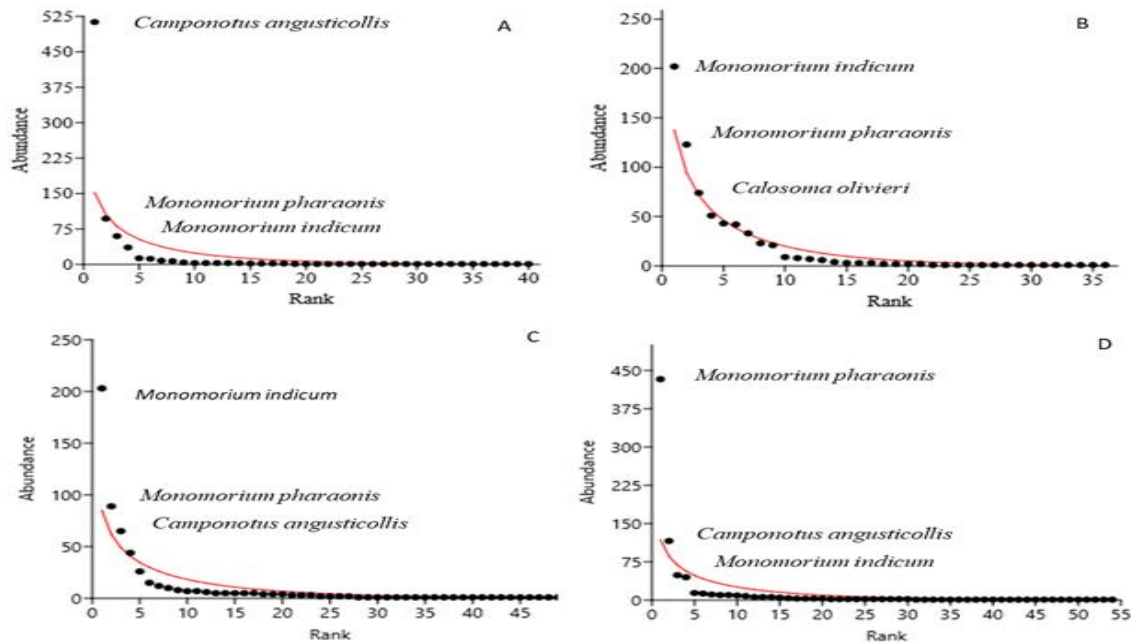 A
Camponotus angusticollis
Monomorium pharaonis
Monomorium indicum
Abundance
525
450
375
300
225
150
75
0
0 5 10 15 20 25 30 35 40
Rank
B
Monomorium indicum
Monomorium pharaonis
Calosoma olivieri
Abundance
250
200
150
100
50
0
0 5 10 15 20 25 30 35
Rank
C
Monomorium indicum
Monomorium pharaonis
Camponotus angusticollis
Abundance
250
200
150
100
50
0
0 5 10 15 20 25 30 35 40 45
Rank
D
Monomorium pharaonis
Camponotus angusticollis
Monomorium indicum
Abundance
450
375
300
225
150
75
0
0 5 10 15 20 25 30 35 40 45 50 55
Rank